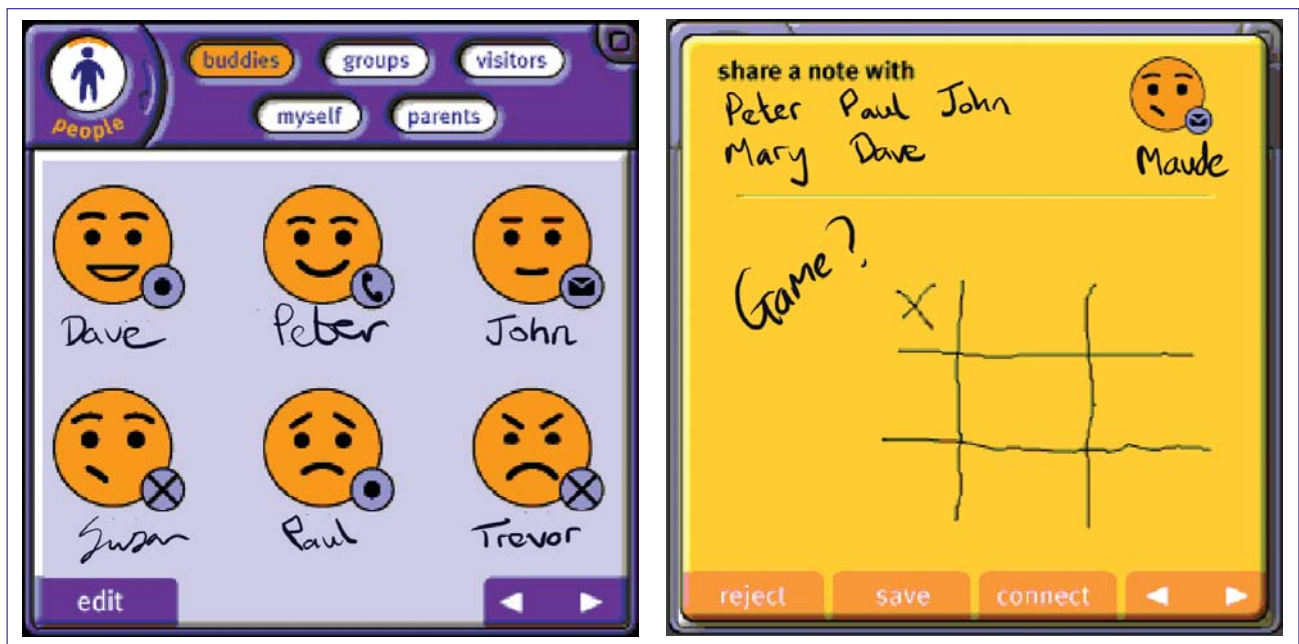 buddies groups visitors
people
myself parents
Dave Peter John
Susan Paul Trevor
edit
share a note with
Peter Paul John
Mary Dave
Maude
Game?
X
reject save connect